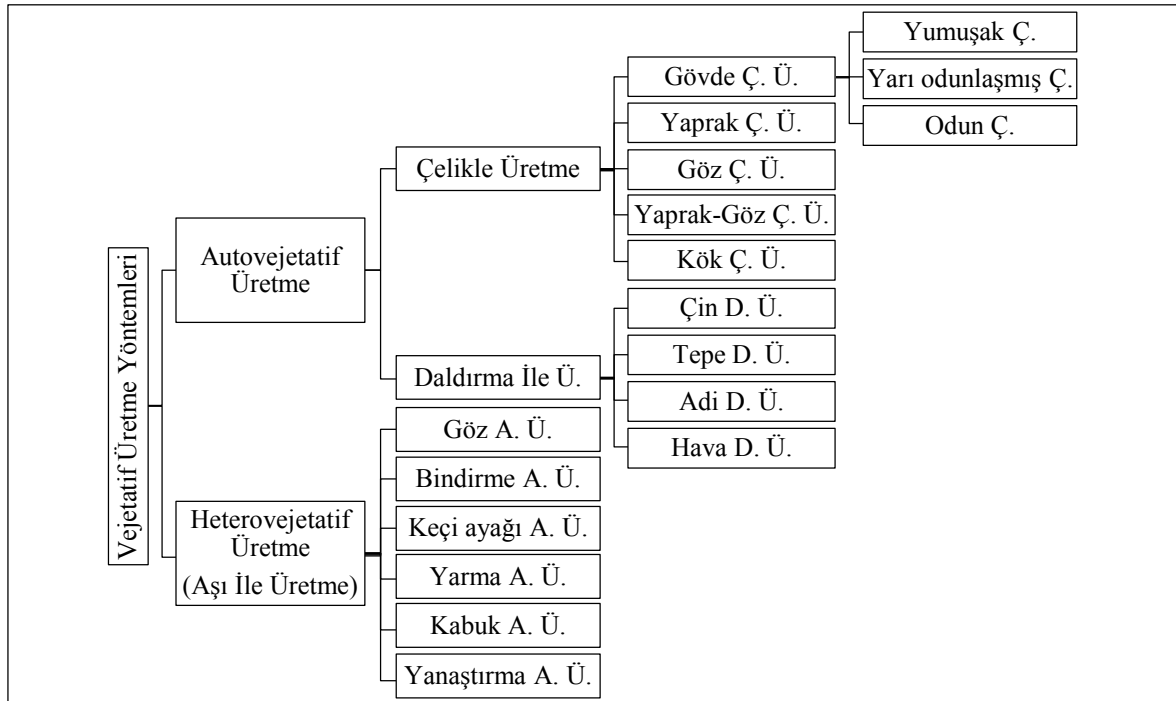 Vejetatif Üretme Yöntemleri
Autovejetatif
Üretme
Çelikle Üretme
Gövde Ç. Ü.
Yumuşak Ç.
Yarı odunlaşmış Ç.
Odun Ç.
Yaprak Ç. Ü.
Göz Ç. Ü.
Yaprak-Göz Ç. Ü.
Kök Ç. Ü.
Daldırma İle Ü.
Çin D. Ü.
Tepe D. Ü.
Adi D. Ü.
Hava D. Ü.
Heterovejetatif
Üretme
(Aşı İle Üretme)
Göz A. Ü.
Bindirme A. Ü.
Keçi ayağı A. Ü.
Yarma A. Ü.
Kabuk A. Ü.
Yanaştırma A. Ü.